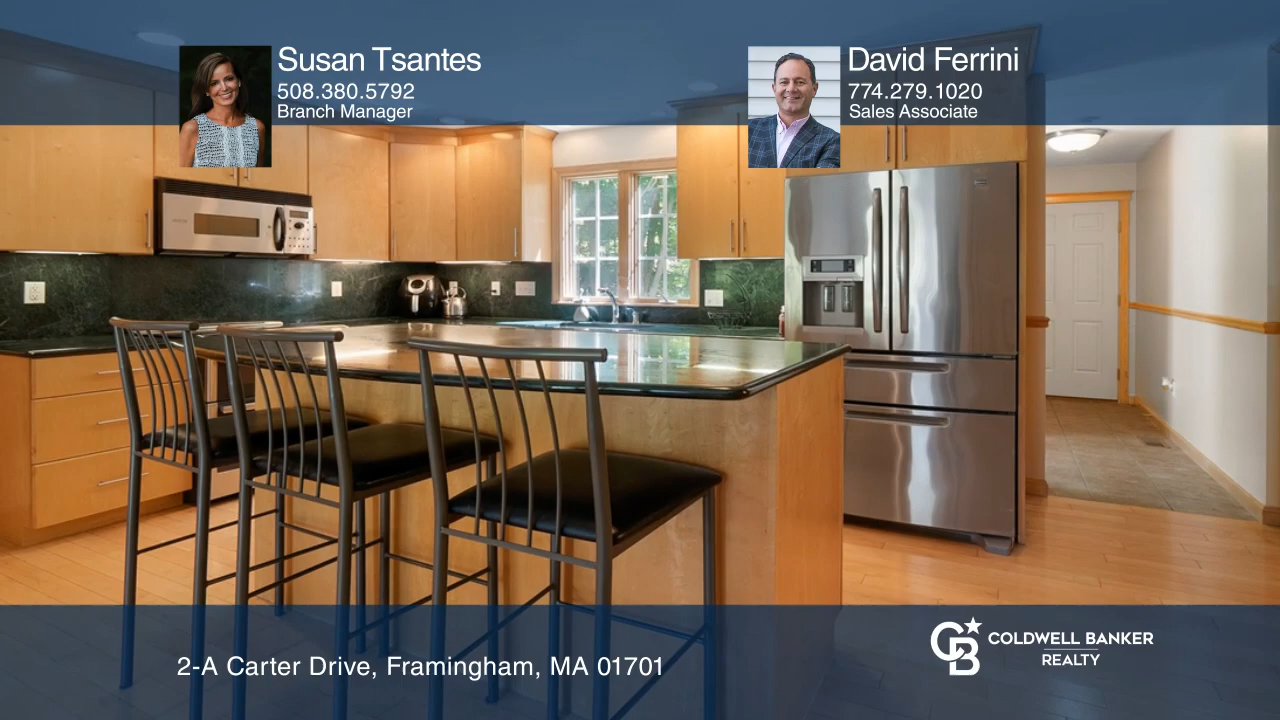 Susan Tsantes
508.380.5792
Branch Manager
David Ferrini
774.279.1020
Sales Associate
2-A Carter Drive, Framingham, MA 01701
COLDWELL BANKER
REALTY